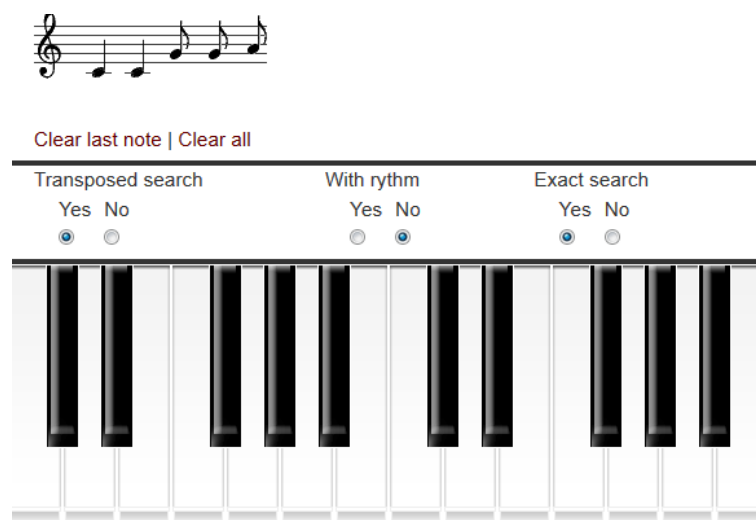 Clear last note | Clear all
Transposed search With rythm Exact search
Yes No Yes No Yes No